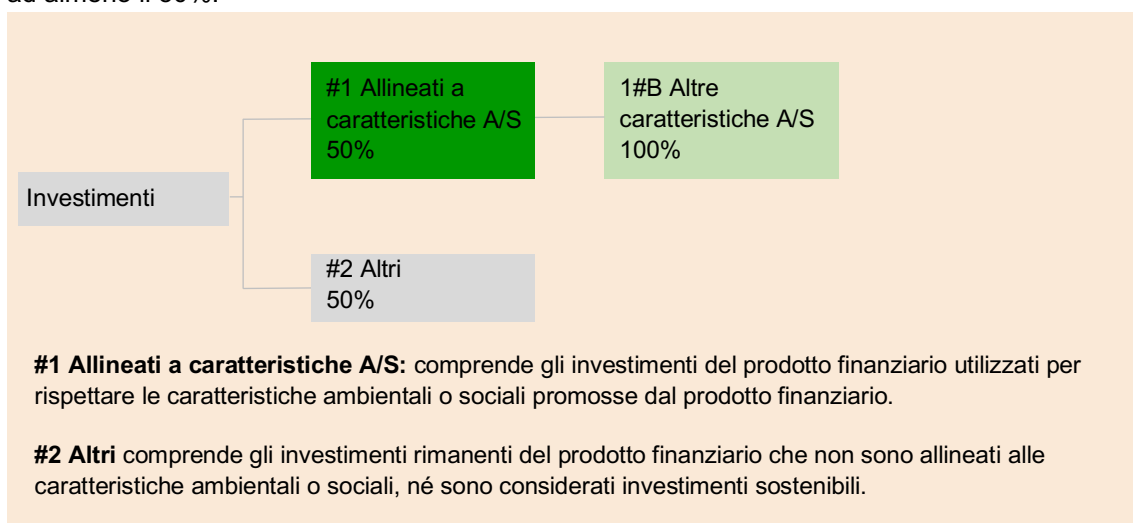 #1 Allineati a
caratteristiche A/S
50%
1#B Altre
caratteristiche A/S
100%
Investimenti
#2 Altri
50%
#1 Allineati a caratteristiche A/S: comprende gli investimenti del prodotto finanziario utilizzati per
rispettare le caratteristiche ambientali o sociali promosse dal prodotto finanziario.
#2 Altri comprende gli investimenti rimanenti del prodotto finanziario che non sono allineati alle
caratteristiche ambientali o sociali, né sono considerati investimenti sostenibili.